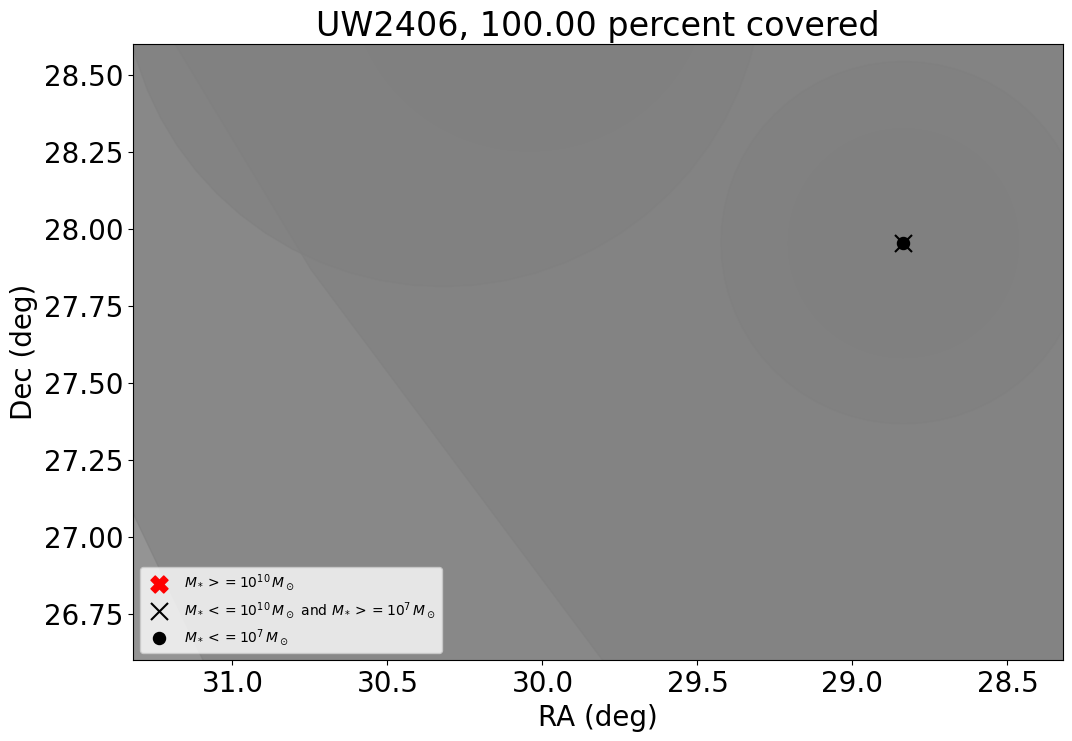 UW2406, 100.00 percent covered
28.50
28.25
28.00
27.75
27.50
27.25
27.00
26.75
Dec (deg)
M* >= 10^10 M⊙
M* <= 10^10 M⊙ and M* >= 10^7 M⊙
M* <= 10^7 M⊙
31.0 30.5 30.0 29.5 29.0 28.5
RA (deg)